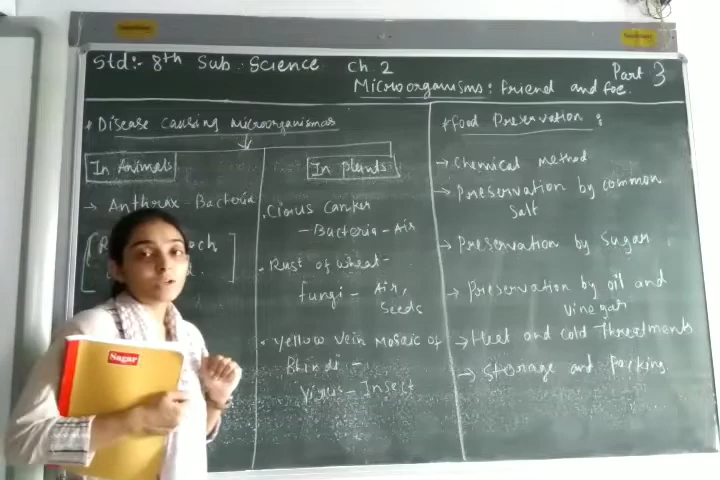 Std:- 8th Sub: Science Ch. 2
Part 3
Microorganisms: friend and foe.
* Disease causing microorganismas
In Animals
→ Anthrax - Bacteria
In plants
• Citrus canker
- Bacteria - Air
• Rust of wheat -
fungi - Air,
Seeds
• Yellow vein mosaic of
Bhindi -
Virus - Insect
* food Preservation :
→ Chemical method
→ Preservation by common
Salt
→ Preservation by Sugar
→ Preservation by oil and
vinegar
→ Heat and cold Threetments
→ Storage and Packing.
Sagar